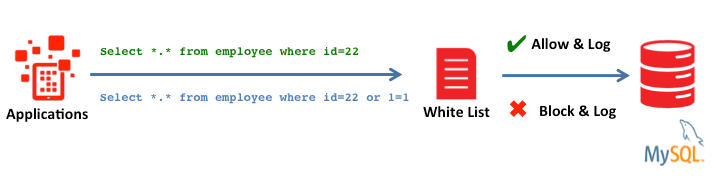 Select *.* from employee where id=22
Allow & Log
Select *.* from employee where id=22 or 1=1
Applications
White List
Block & Log
MySQL